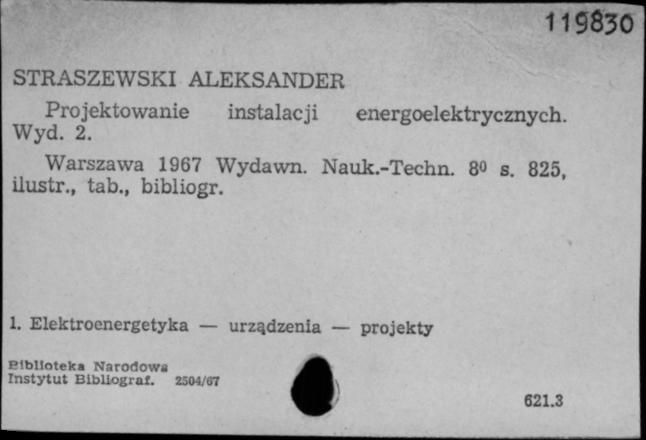 119830
STRASZEWSKI ALEKSANDER
Projektowanie instalacji energoelektrycznych.
Wyd. 2.
Warszawa 1967 Wydawn. Nauk.-Techn. 8⁰ s. 825,
ilustr., tab., bibliogr.
1. Elektroenergetyka — urządzenia — projekty
Biblioteka Narodowa
Instytut Bibliograf. 2504/67
621.3